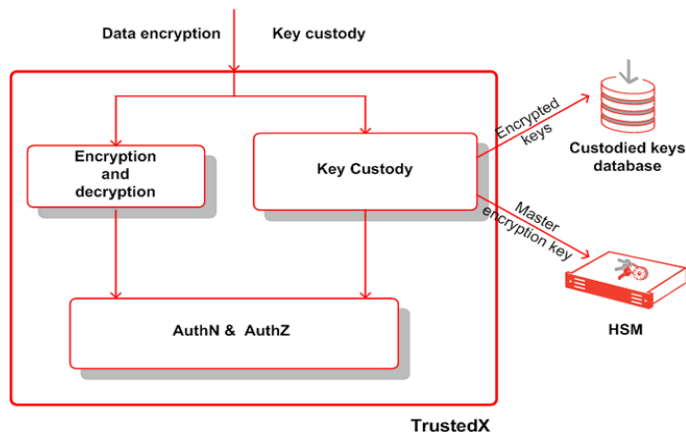 Data encryption
Key custody
Encryption
and
decryption
Key Custody
Encrypted
keys
Custodied keys
database
Master
encryption key
HSM
AuthN & AuthZ
TrustedX